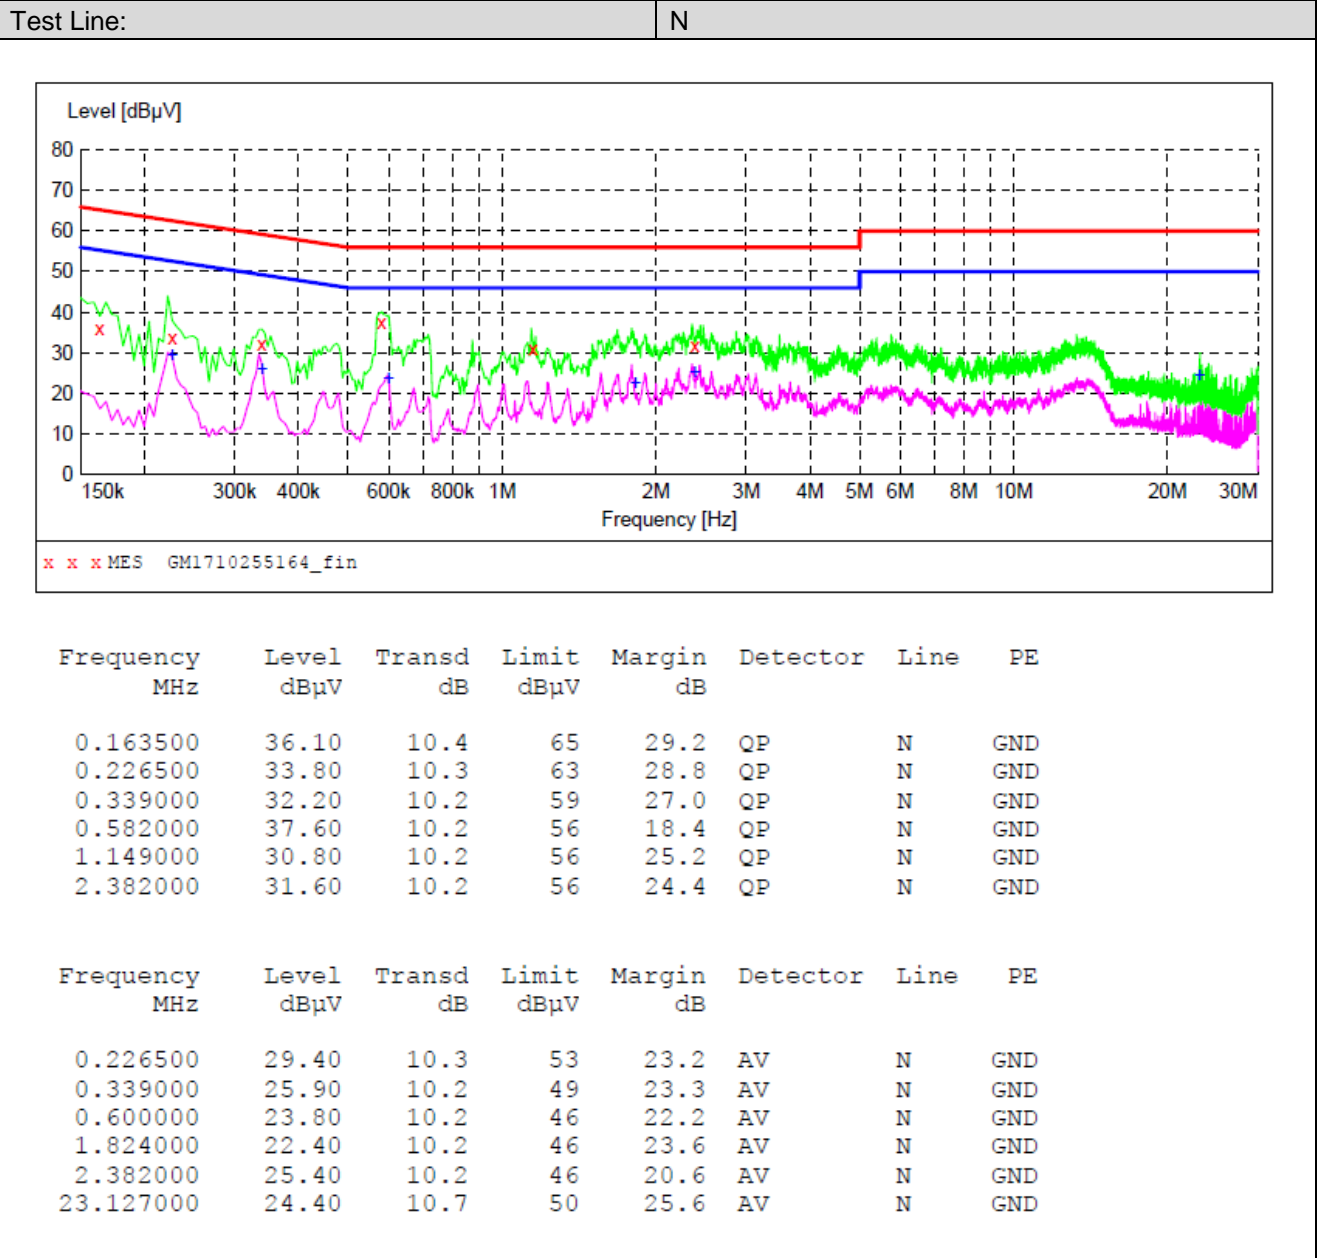 Test Line: N
Level [dBµV]
80
70
60
50
40
30
20
10
0
150k 300k 400k 600k 800k 1M 2M 3M 4M 5M 6M 8M 10M 20M 30M
Frequency [Hz]
x x x MES GM1710255164_fin
Frequency Level Transd Limit Margin Detector Line PE
MHz dBµV dB dBµV dB
0.163500 36.10 10.4 65 29.2 QP N GND
0.226500 33.80 10.3 63 28.8 QP N GND
0.339000 32.20 10.2 59 27.0 QP N GND
0.582000 37.60 10.2 56 18.4 QP N GND
1.149000 30.80 10.2 56 25.2 QP N GND
2.382000 31.60 10.2 56 24.4 QP N GND
Frequency Level Transd Limit Margin Detector Line PE
MHz dBµV dB dBµV dB
0.226500 29.40 10.3 53 23.2 AV N GND
0.339000 25.90 10.2 49 23.3 AV N GND
0.600000 23.80 10.2 46 22.2 AV N GND
1.824000 22.40 10.2 46 23.6 AV N GND
2.382000 25.40 10.2 46 20.6 AV N GND
23.127000 24.40 10.7 50 25.6 AV N GND